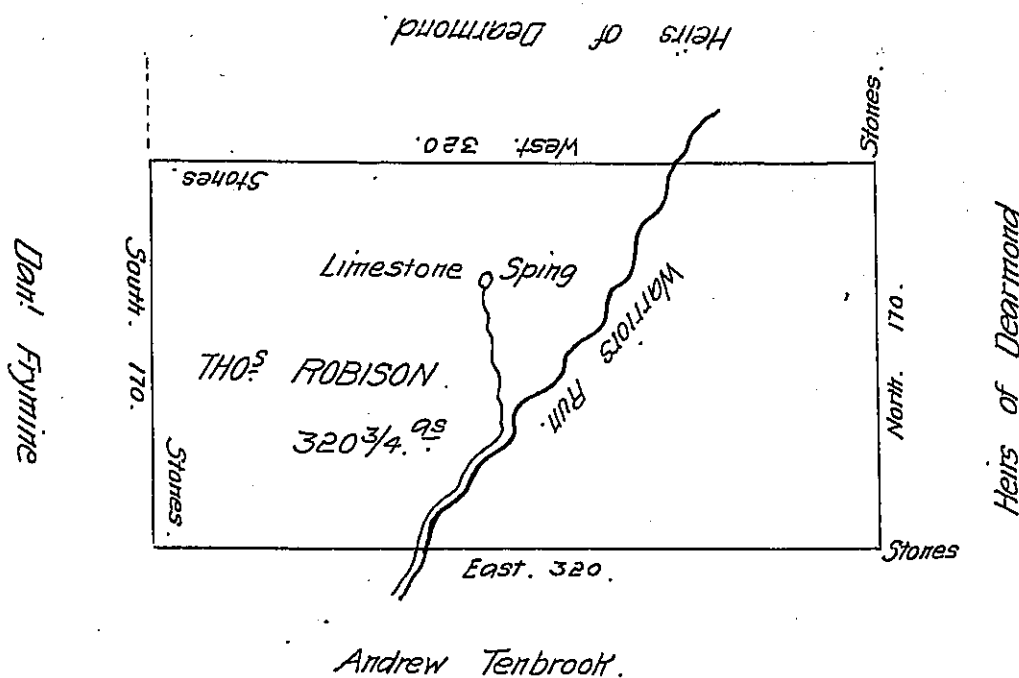 Heirs of Dearmond
Stones.
West. 320.
Stones.
Limestone Sping
Warriors Run.
South. 170.
Danl Frymire
THOS ROBISON.
320 3/4. as
North. 170.
Heirs of Dearmond
Stones.
Stones
East. 320.
Andrew Tenbrook.